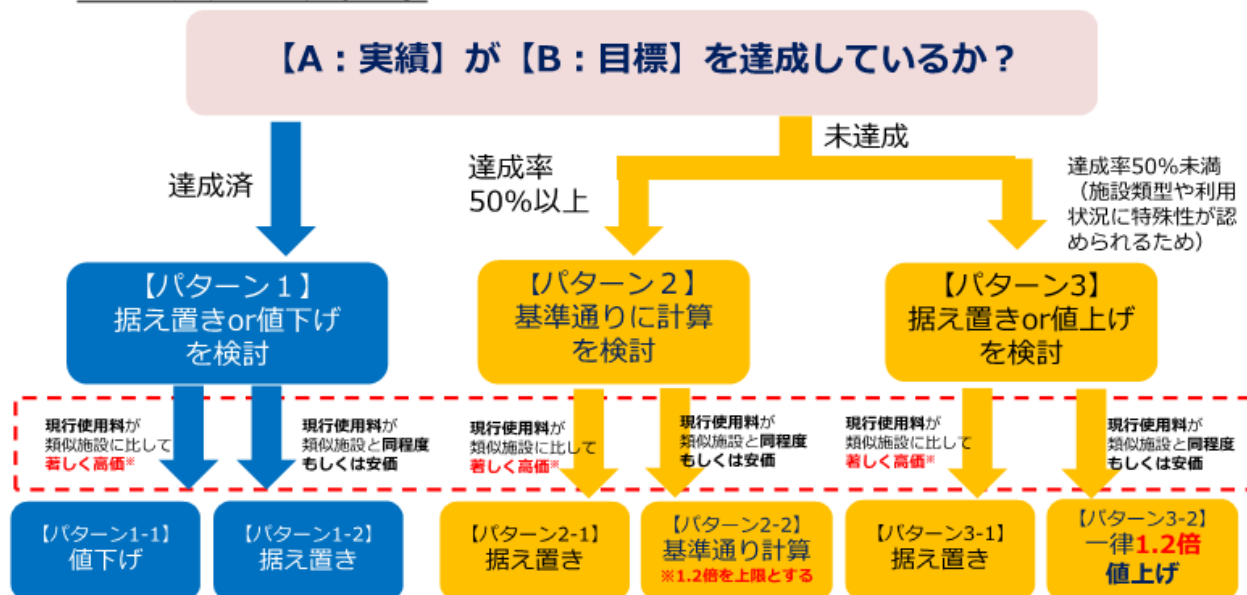 【A：実績】が【B：目標】を達成しているか？
達成済
未達成
達成率
50%以上
達成率50%未満
（施設類型や利用
状況に特殊性が認
められるため）
【パターン１】
据え置きor値下げ
を検討
【パターン２】
基準通りに計算
を検討
【パターン3】
据え置きor値上げ
を検討
現行使用料が
類似施設に比して
著しく高価※
現行使用料が
類似施設と同程度
もしくは安価
現行使用料が
類似施設に比して
著しく高価※
現行使用料が
類似施設と同程度
もしくは安価
現行使用料が
類似施設に比して
著しく高価※
現行使用料が
類似施設と同程度
もしくは安価
【パターン1-1】
値下げ
【パターン1-2】
据え置き
【パターン2-1】
据え置き
【パターン2-2】
基準通り計算
※1.2倍を上限とする
【パターン3-1】
据え置き
【パターン3-2】
一律1.2倍
値上げ